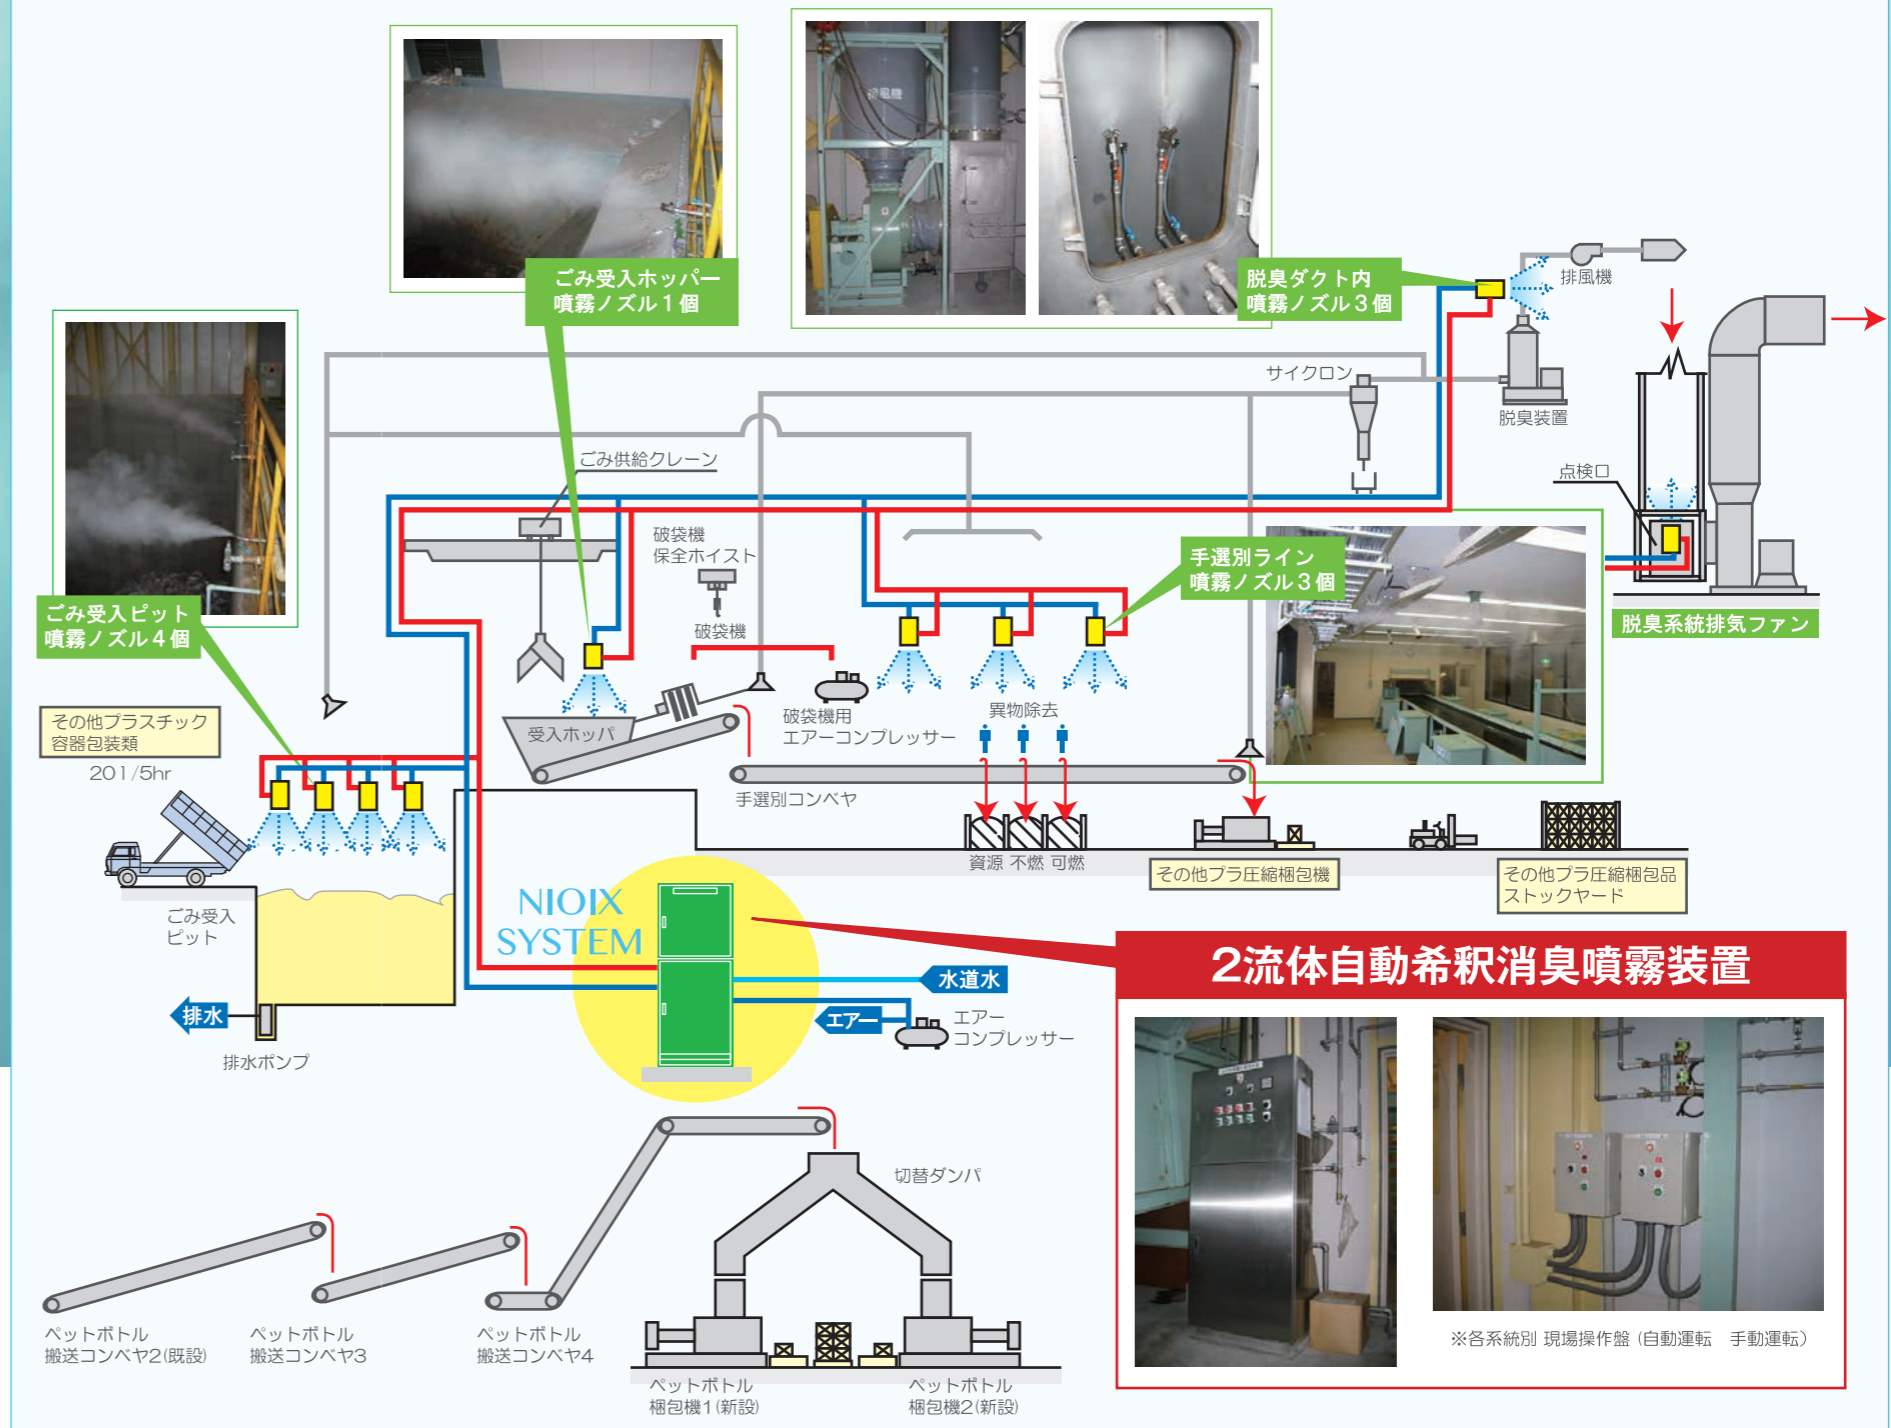 排風機
ごみ受入ホッパー
噴霧ノズル1個
脱臭ダクト内
噴霧ノズル3個
排風機
サイクロン
脱臭装置
点検口
ごみ供給クレーン
破袋機
保全ホイスト
破袋機
手選別ライン
噴霧ノズル3個
脱臭系統排気ファン
ごみ受入ピット
噴霧ノズル4個
その他プラスチック
容器包装類
201/5hr
受入ホッパ
破袋機用
エアーコンプレッサー
異物除去
手選別コンベヤ
資源 不燃 可燃
その他プラ圧縮梱包機
その他プラ圧縮梱包品
ストックヤード
ごみ受入
ピット
NIOIX
SYSTEM
2流体自動希釈消臭噴霧装置
水道水
排水
エアー
エアー
コンプレッサー
排水ポンプ
切替ダンパ
ペットボトル
搬送コンベヤ2(既設)
ペットボトル
搬送コンベヤ3
ペットボトル
搬送コンベヤ4
ペットボトル
梱包機1(新設)
ペットボトル
梱包機2(新設)
※各系統別 現場操作盤 (自動運転　手動運転)